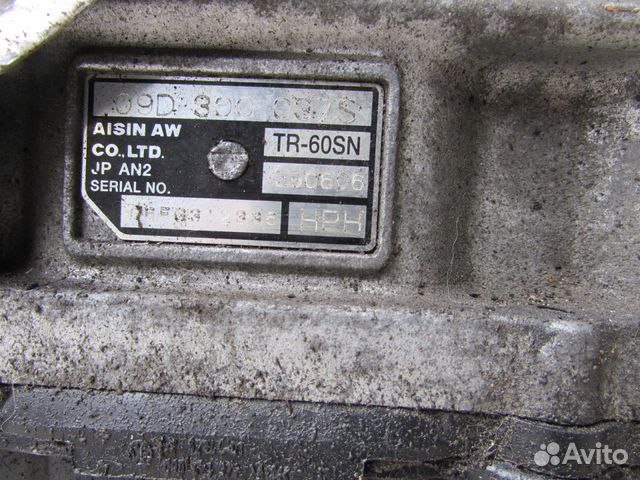 09D 300 037S
AISIN AW
CO.,LTD.
TR-60SN
JP AN2
SERIAL NO.
HPH
Avito